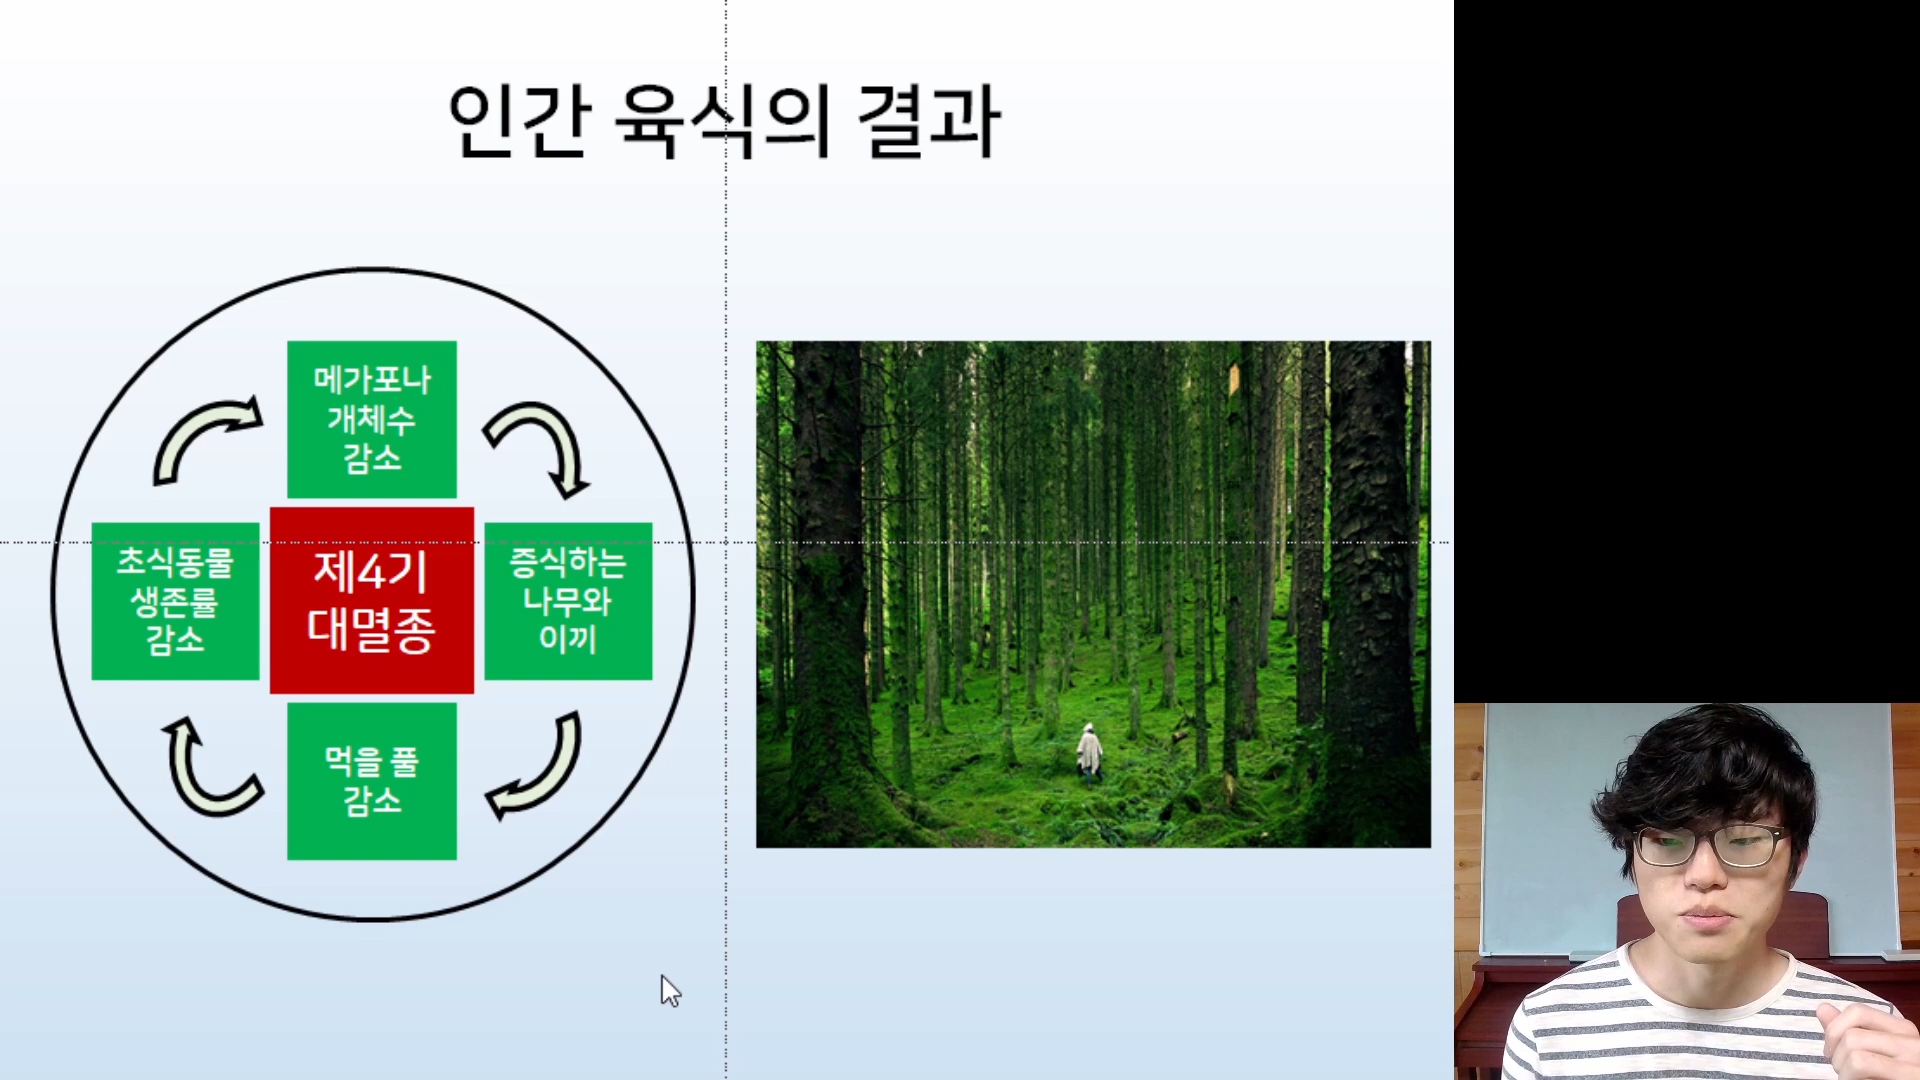 인간 육식의 결과
메가포나
개체수
감소
초식동물
생존률
감소
제4기
대멸종
증식하는
나무와
이끼
먹을 풀
감소